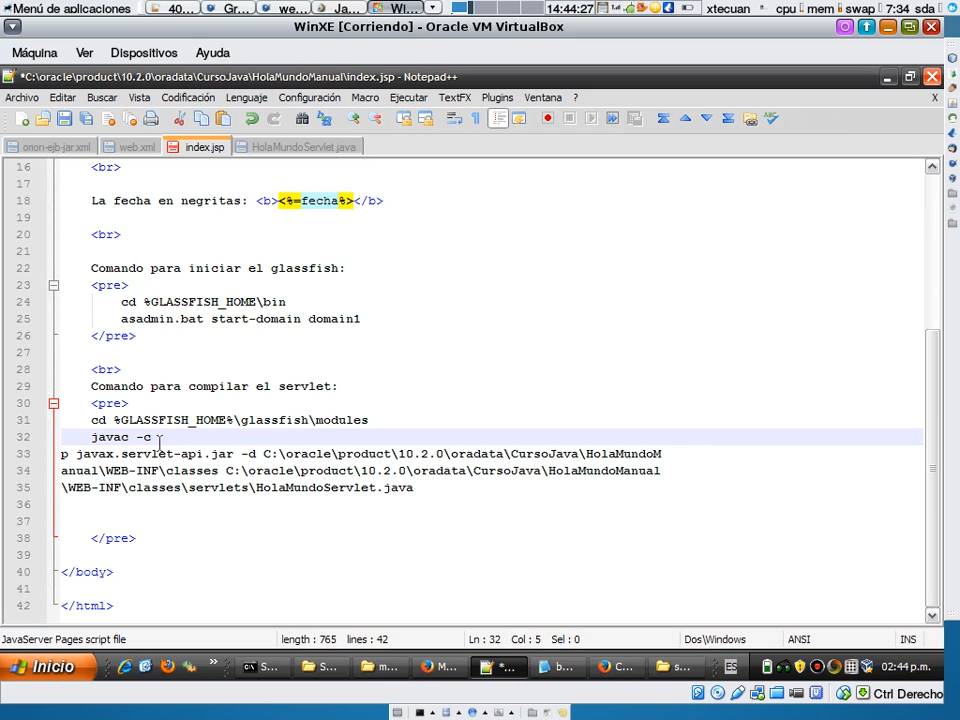 Menú de aplicaciones 40... Gr... we... Ja... Wi... 14:44:27 xtecuan cpu mem swap 7:34 sda
WinXE [Corriendo] - Oracle VM VirtualBox
Máquina Ver Dispositivos Ayuda
*C:\oracle\product\10.2.0\oradata\CursoJava\HolaMundoManual\index.jsp - Notepad++
Archivo Editar Buscar Vista Codificación Lenguaje Configuración Macro Ejecutar TextFX Plugins Ventana ? X
orion-ejb-jar.xml web.xml index.jsp HolaMundoServlet.java
16 <br>
17
18 La fecha en negritas: <b><%=fecha%></b>
19
20 <br>
21
22 Comando para iniciar el glassfish:
23 <pre>
24 cd %GLASSFISH_HOME\bin
25 asadmin.bat start-domain domain1
26 </pre>
27
28 <br>
29 Comando para compilar el servlet:
30 <pre>
31 cd %GLASSFISH_HOME%\glassfish\modules
32 javac -c
33 p javax.servlet-api.jar -d C:\oracle\product\10.2.0\oradata\CursoJava\HolaMundoM
34 anual\WEB-INF\classes C:\oracle\product\10.2.0\oradata\CursoJava\HolaMundoManual
35 \WEB-INF\classes\servlets\HolaMundoServlet.java
36
37
38 </pre>
39
40 </body>
41
42 </html>
JavaServer Pages script file length : 765 lines : 42 Ln : 32 Col : 5 Sel : 0 Dos\Windows ANSI INS
Inicio S... S... m... M... *... b... C... s... ES 02:44 p.m.
Ctrl Derecho